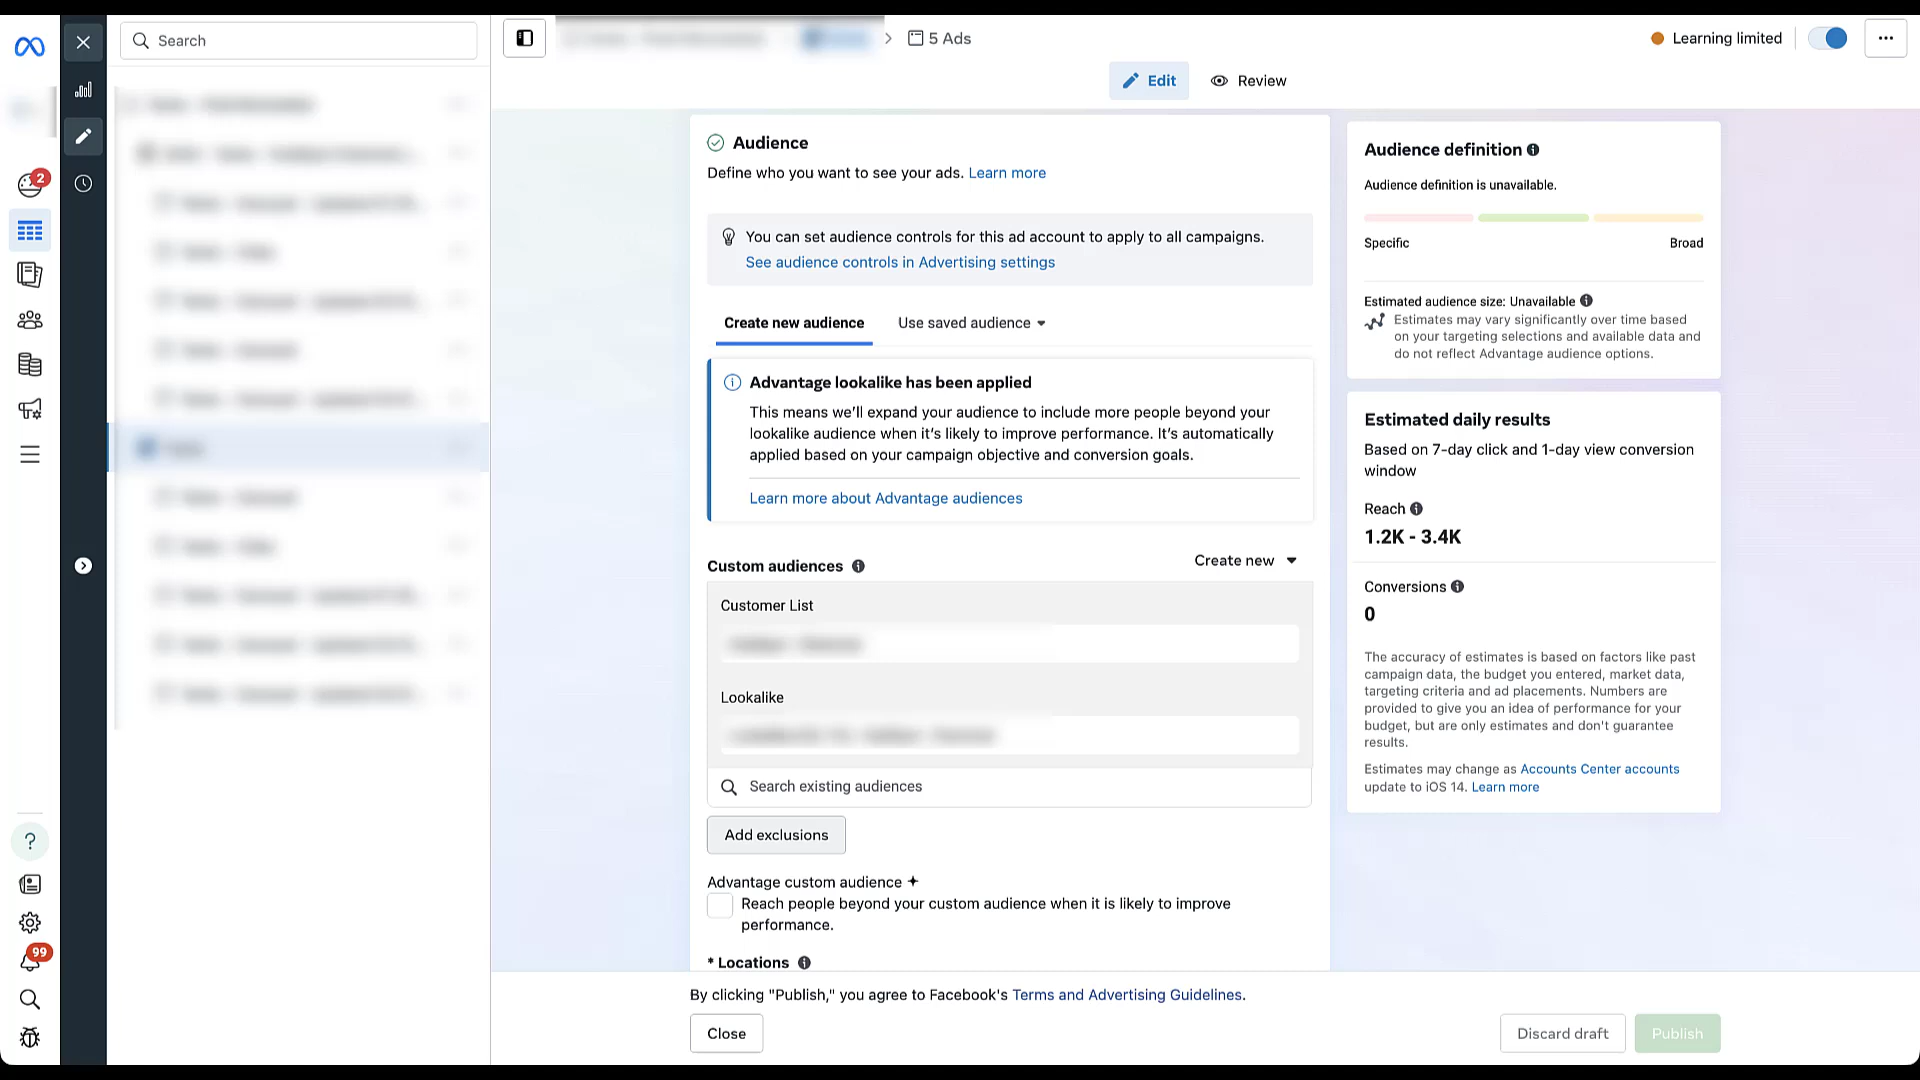 Search
5 Ads
Learning limited
Edit
Review
2
99
Audience
Define who you want to see your ads. Learn more
You can set audience controls for this ad account to apply to all campaigns.
See audience controls in Advertising settings
Create new audience
Use saved audience
Advantage lookalike has been applied
This means we'll expand your audience to include more people beyond your
lookalike audience when it's likely to improve performance. It's automatically
applied based on your campaign objective and conversion goals.
Learn more about Advantage audiences
Custom audiences
Create new
Customer List
Lookalike
Search existing audiences
Add exclusions
Advantage custom audience
Reach people beyond your custom audience when it is likely to improve
performance.
* Locations
By clicking "Publish," you agree to Facebook's Terms and Advertising Guidelines.
Close
Discard draft
Publish
Audience definition
Audience definition is unavailable.
Specific
Broad
Estimated audience size: Unavailable
Estimates may vary significantly over time based
on your targeting selections and available data and
do not reflect Advantage audience options.
Estimated daily results
Based on 7-day click and 1-day view conversion
window
Reach
1.2K - 3.4K
Conversions
0
The accuracy of estimates is based on factors like past
campaign data, the budget you entered, market data,
targeting criteria and ad placements. Numbers are
provided to give you an idea of performance for your
budget, but are only estimates and don't guarantee
results.
Estimates may change as Accounts Center accounts
update to iOS 14. Learn more